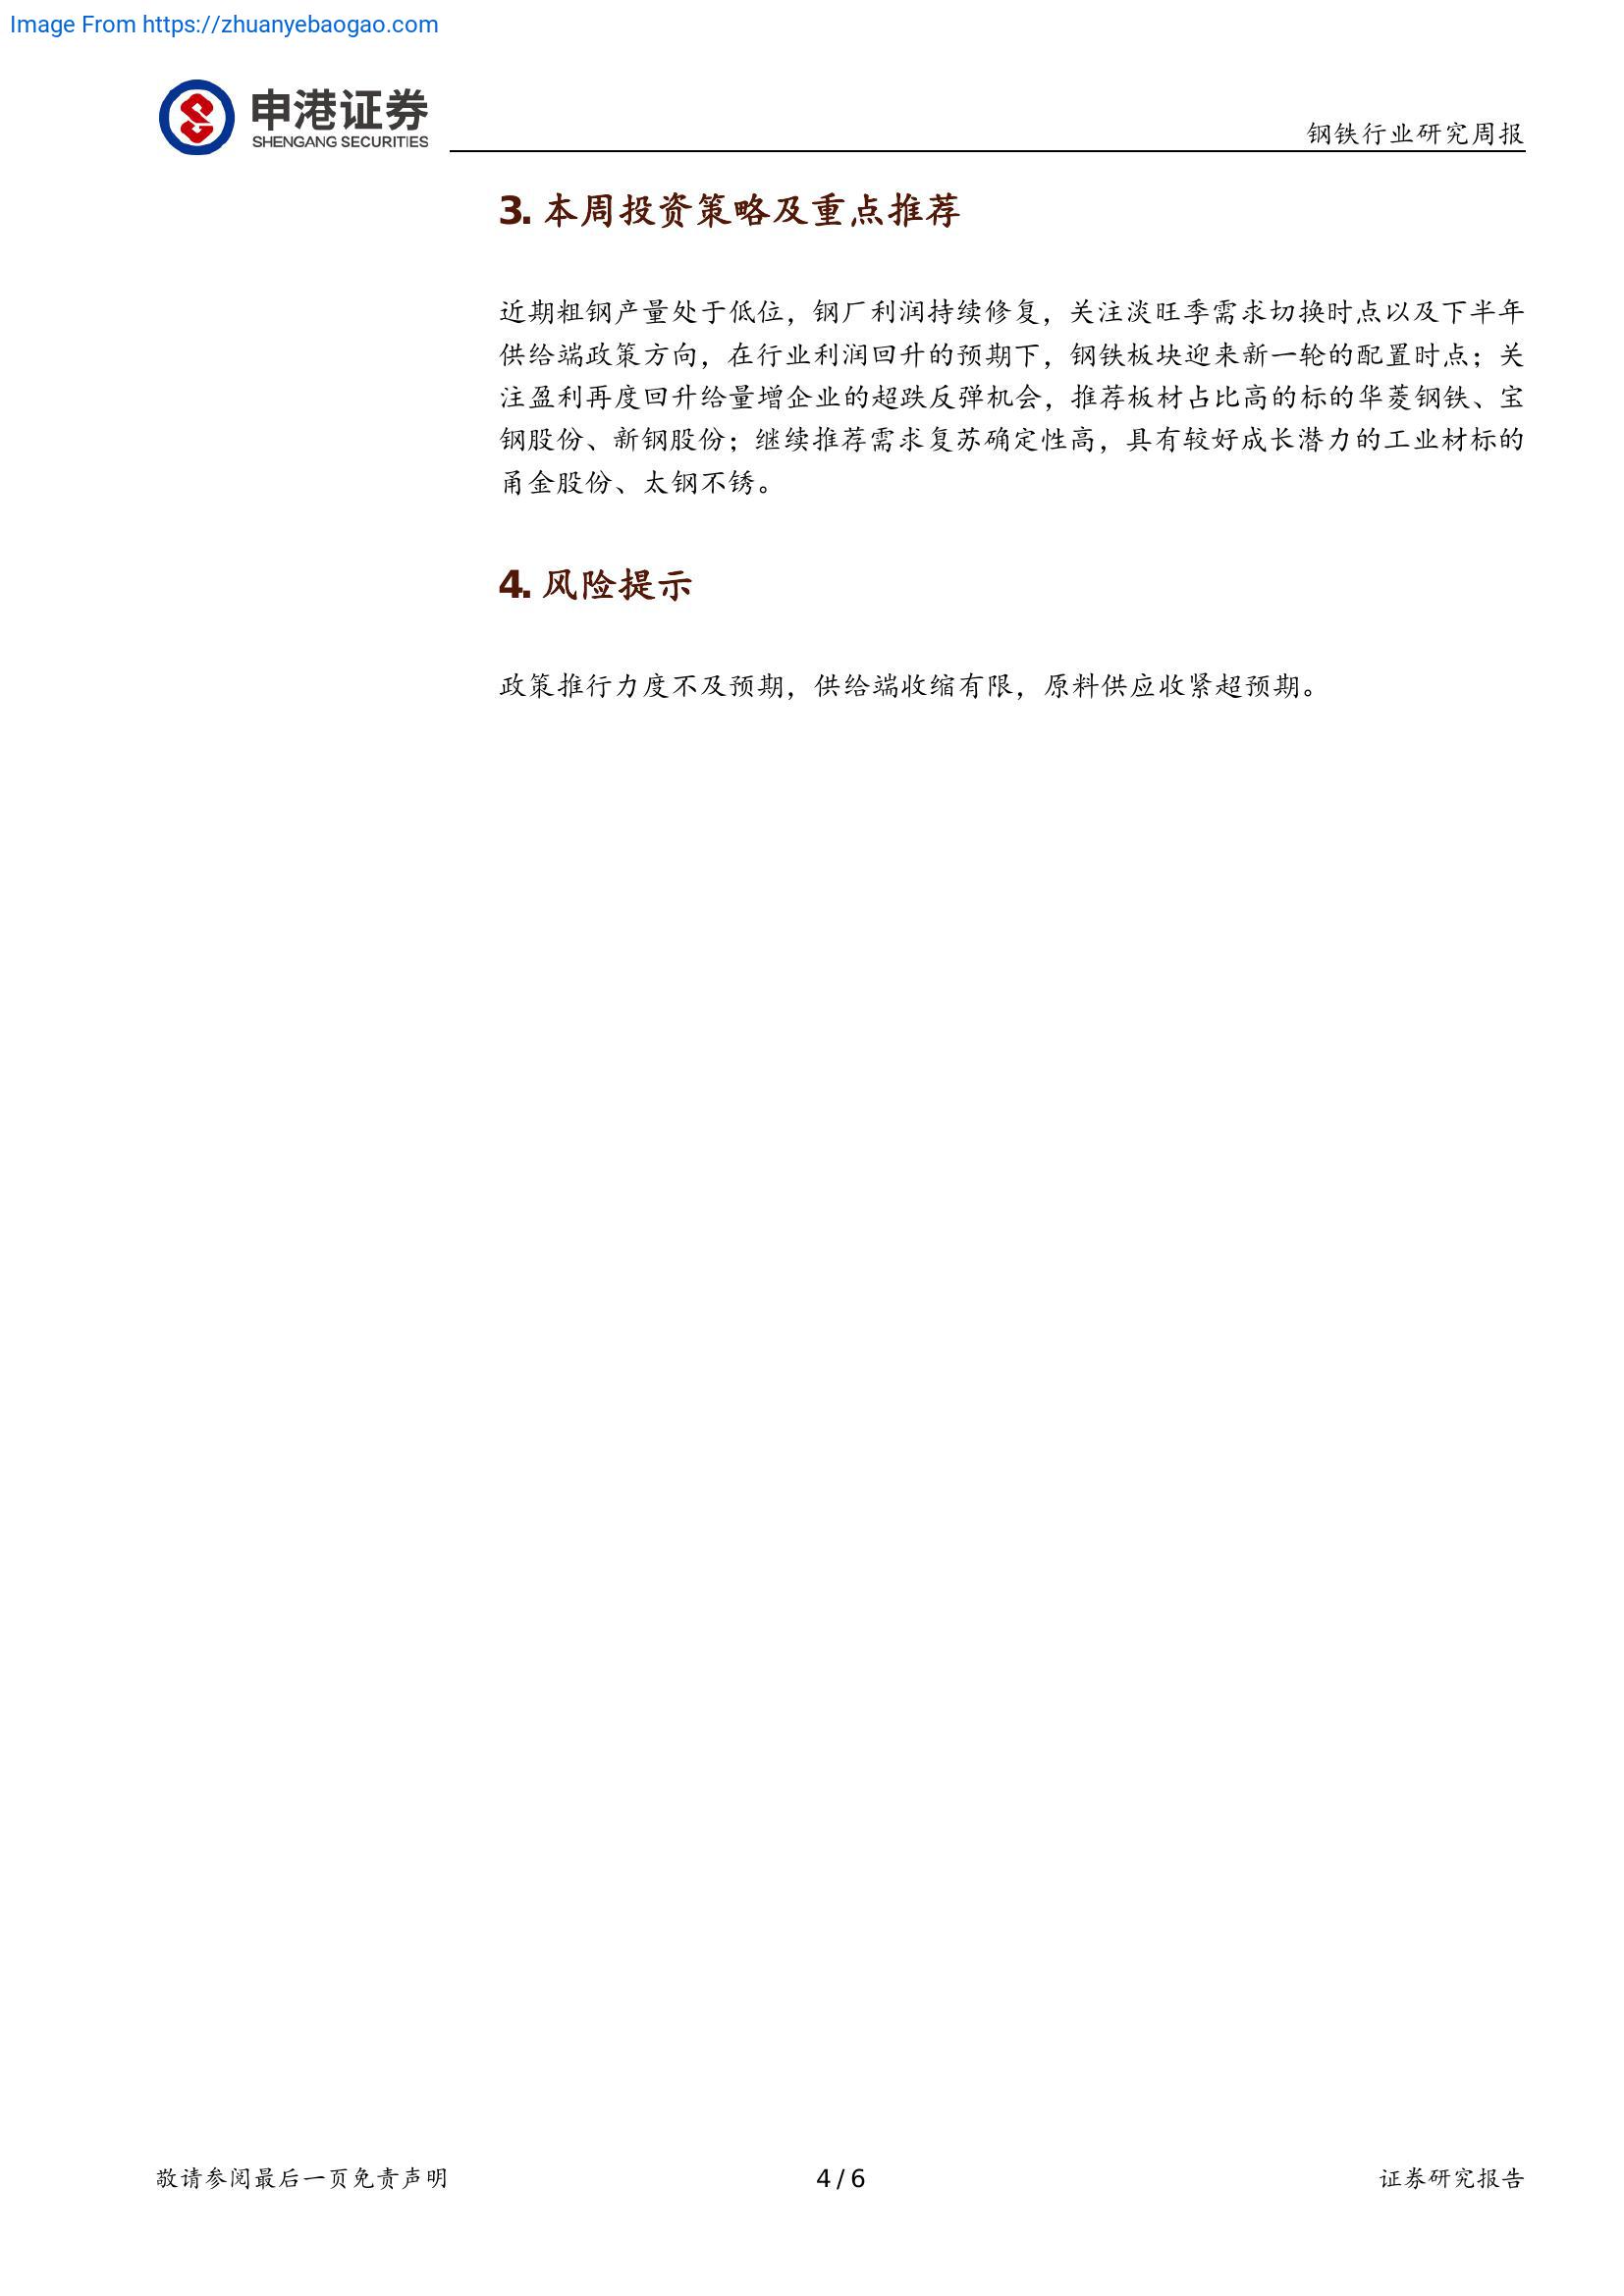 Image From https://zhuanyebaogao.com
申港证券
SHENGANG SECURITIES
钢铁行业研究周报
3. 本周投资策略及重点推荐
近期粗钢产量处于低位，钢厂利润持续修复，关注淡旺季需求切换时点以及下半年
供给端政策方向，在行业利润回升的预期下，钢铁板块迎来新一轮的配置时点；关
注盈利再度回升给量增企业的超跌反弹机会，推荐板材占比高的标的华菱钢铁、宝
钢股份、新钢股份；继续推荐需求复苏确定性高，具有较好成长潜力的工业材标的
甬金股份、太钢不锈。
4. 风险提示
政策推行力度不及预期，供给端收缩有限，原料供应收紧超预期。
敬请参阅最后一页免责声明
4 / 6
证券研究报告